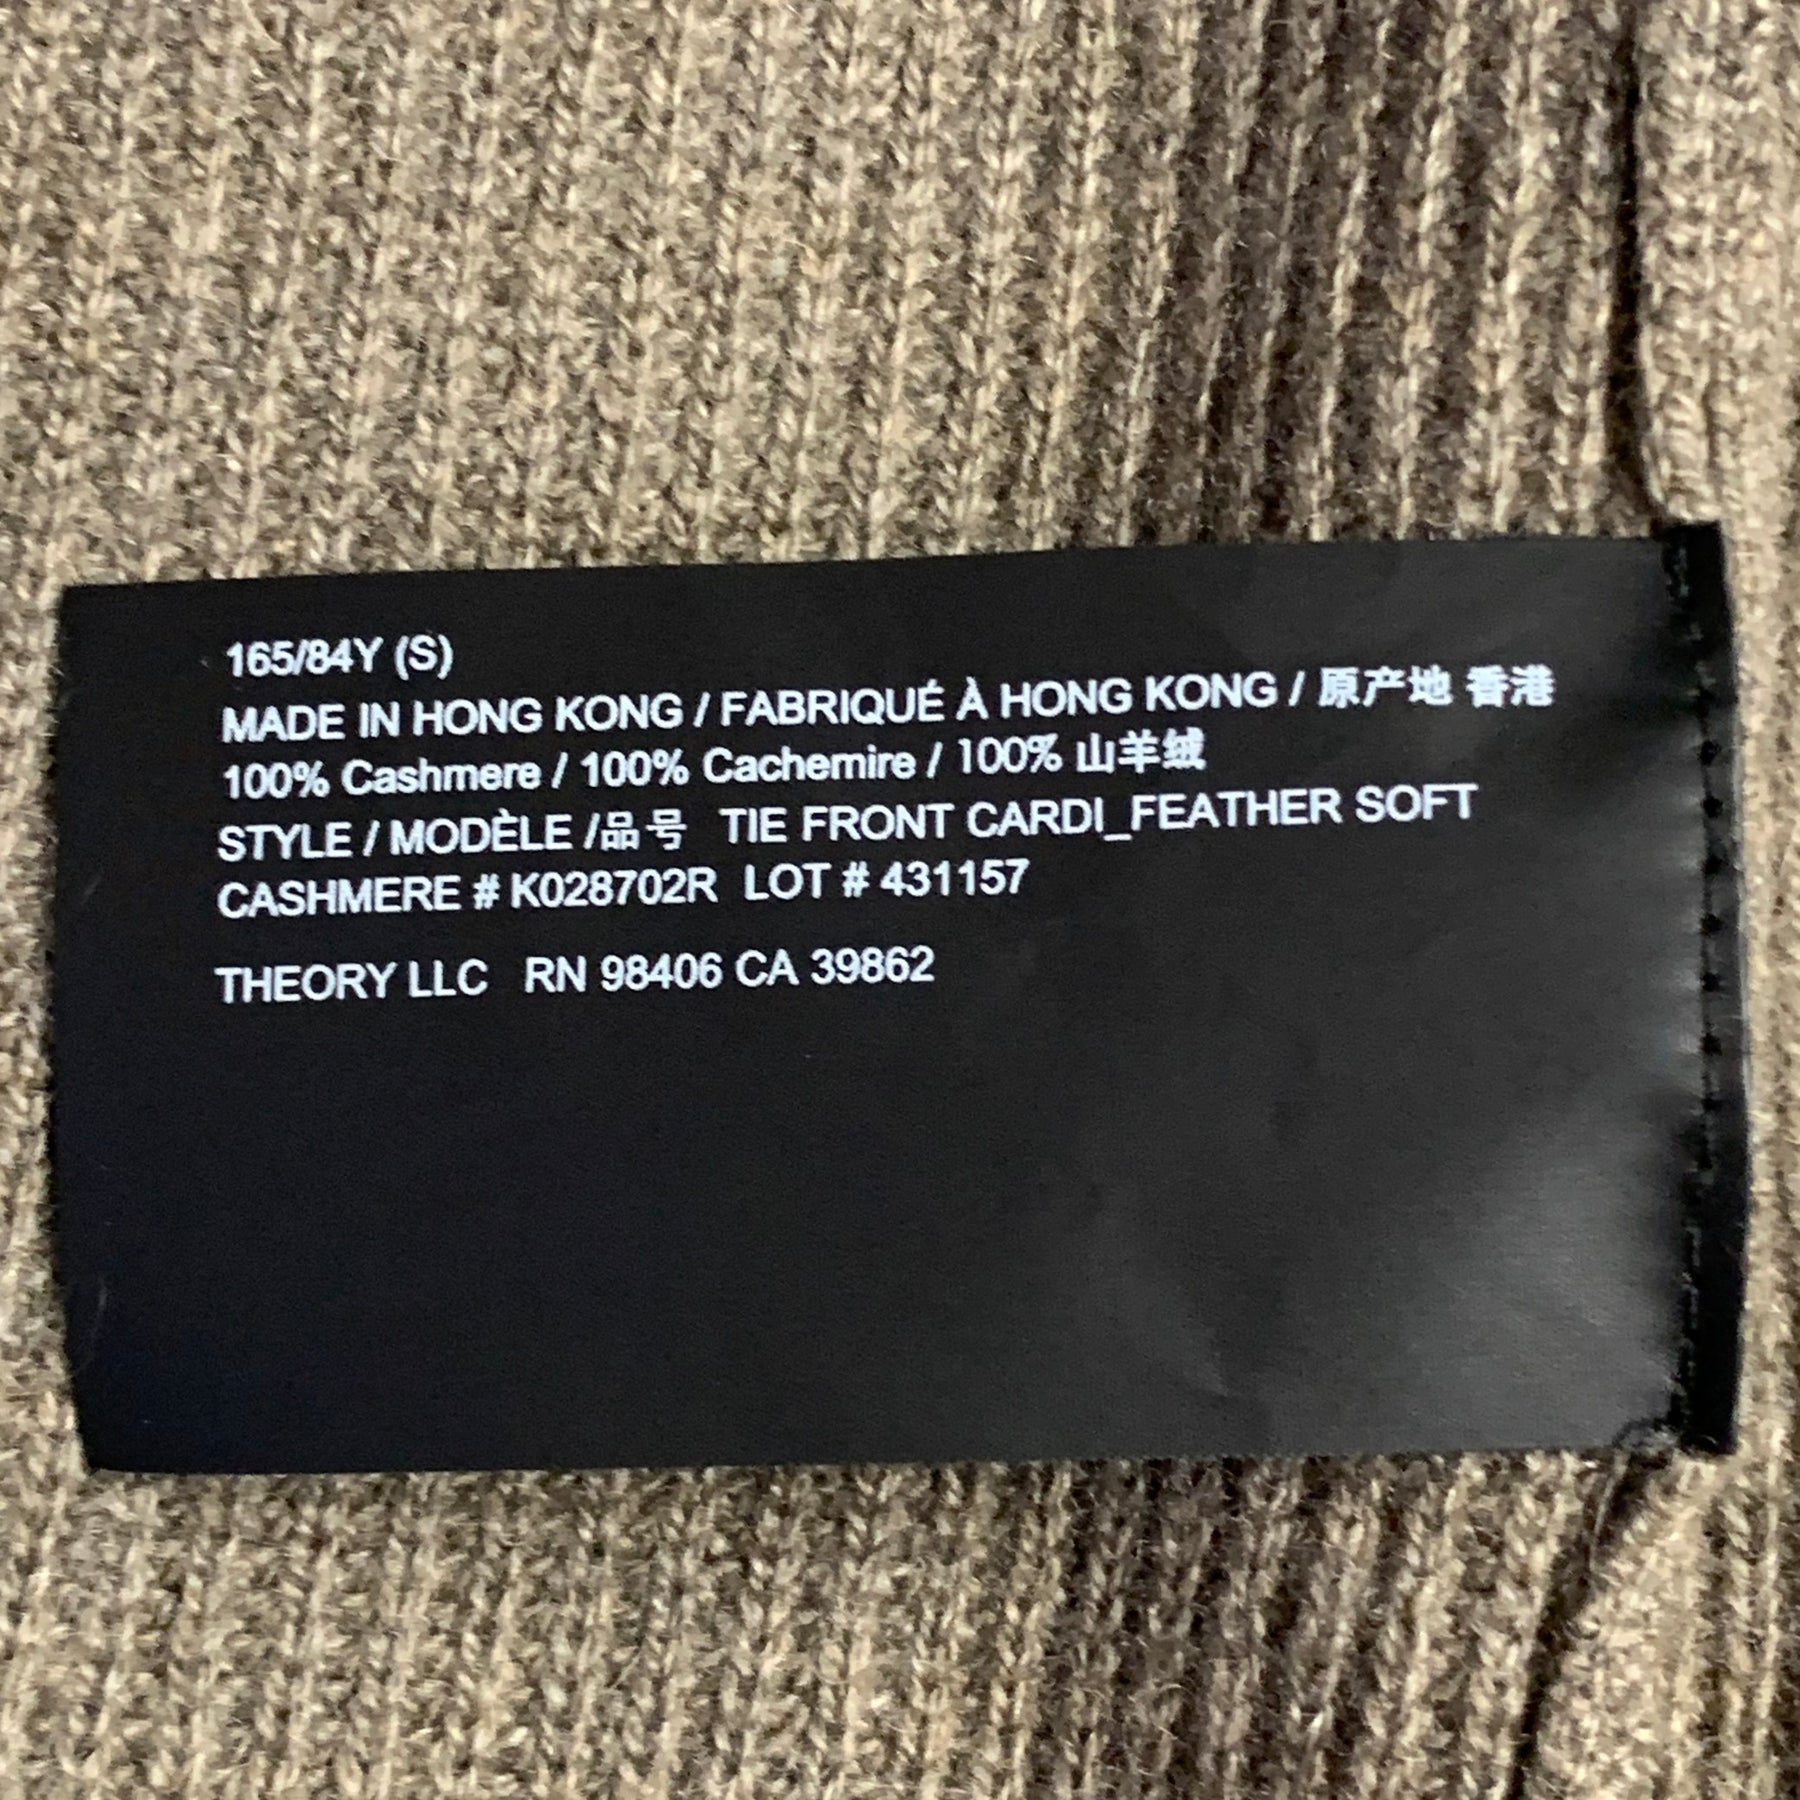 165/84Y (S)
MADE IN HONG KONG / FABRIQUÉ À HONG KONG / 原产地 香港
100% Cashmere / 100% Cachemire / 100% 山羊绒
STYLE / MODÈLE /品号 TIE FRONT CARDI_FEATHER SOFT
CASHMERE # K028702R LOT # 431157
THEORY LLC RN 98406 CA 39862